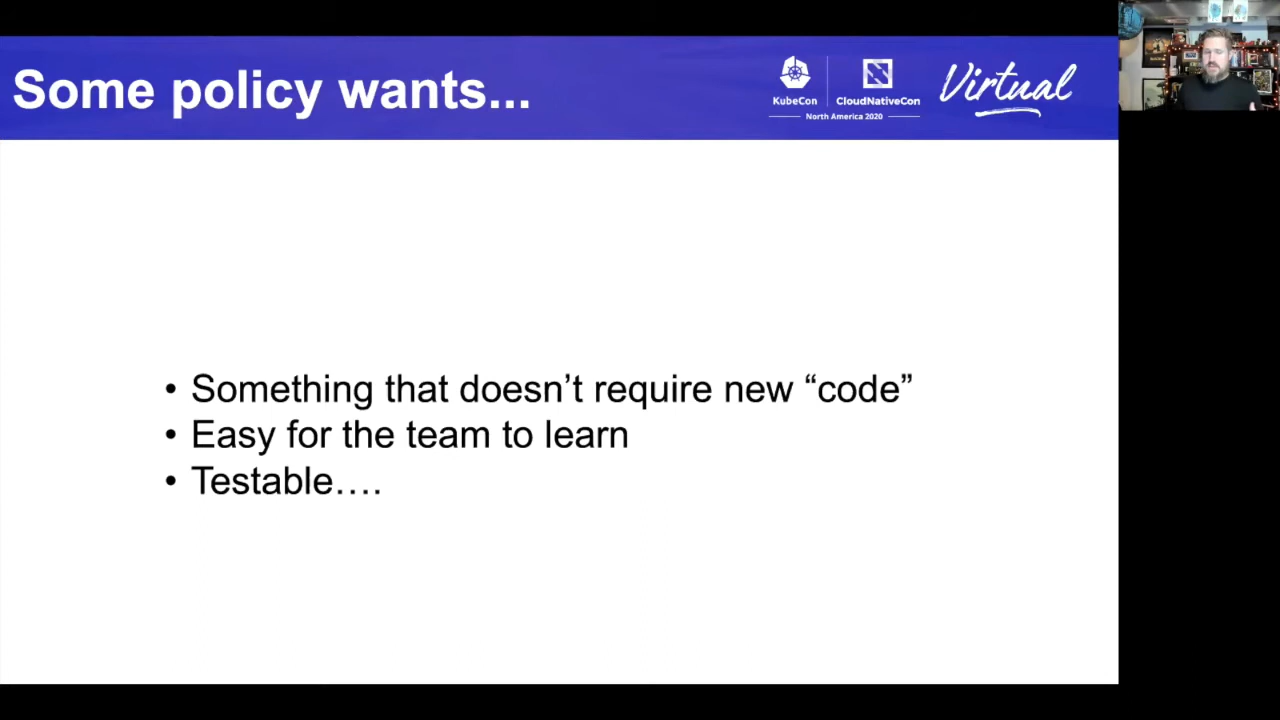 Some policy wants...
KubeCon
CloudNativeCon
North America 2020
Virtual
• Something that doesn’t require new “code”
• Easy for the team to learn
• Testable….